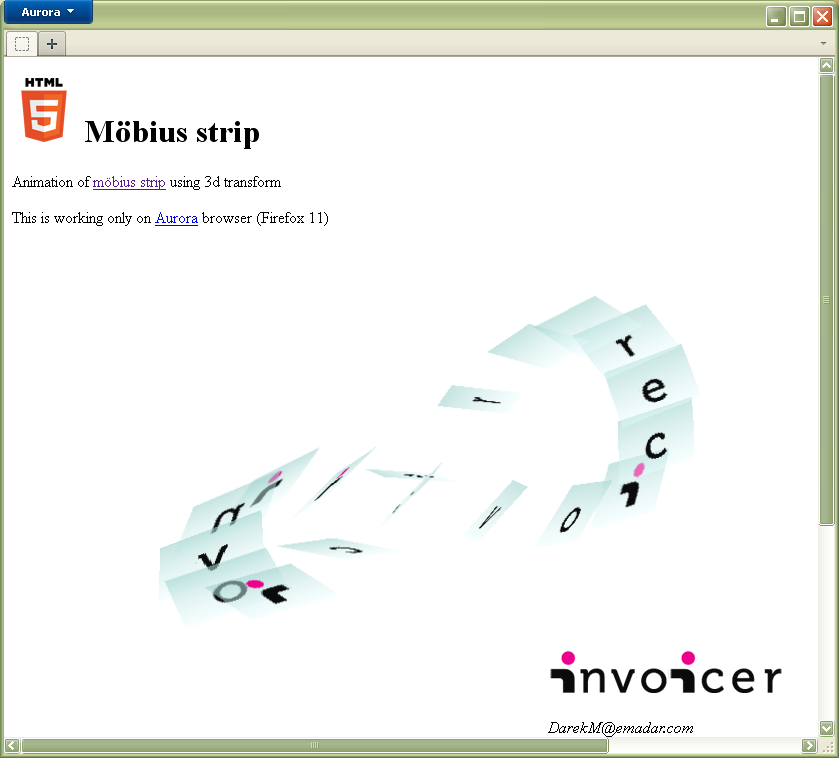 Aurora
HTML
5
Möbius strip
Animation of möbius strip using 3d transform
This is working only on Aurora browser (Firefox 11)
r
e
c
i
o
v
invoicer
DarekM@emadar.com